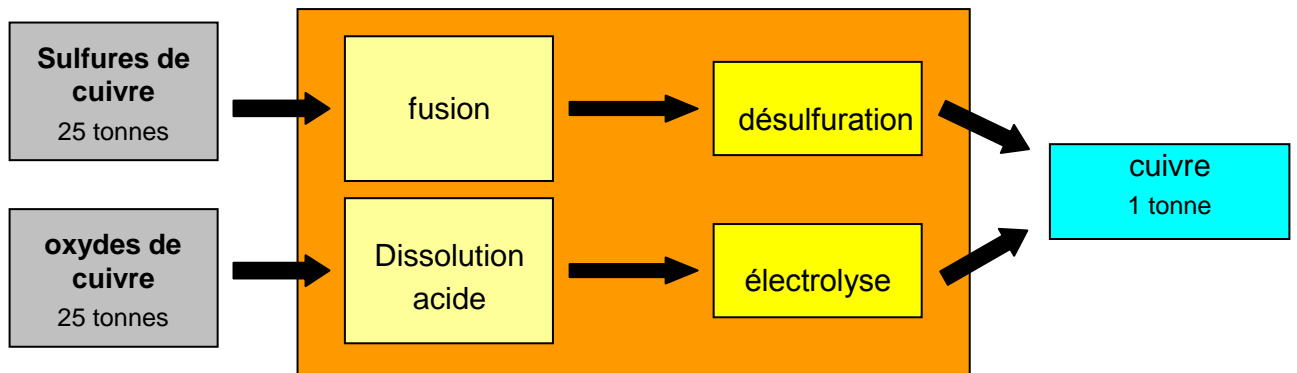 Sulfures de
cuivre
25 tonnes
fusion
désulfuration
cuivre
1 tonne
oxydes de
cuivre
25 tonnes
Dissolution
acide
électrolyse